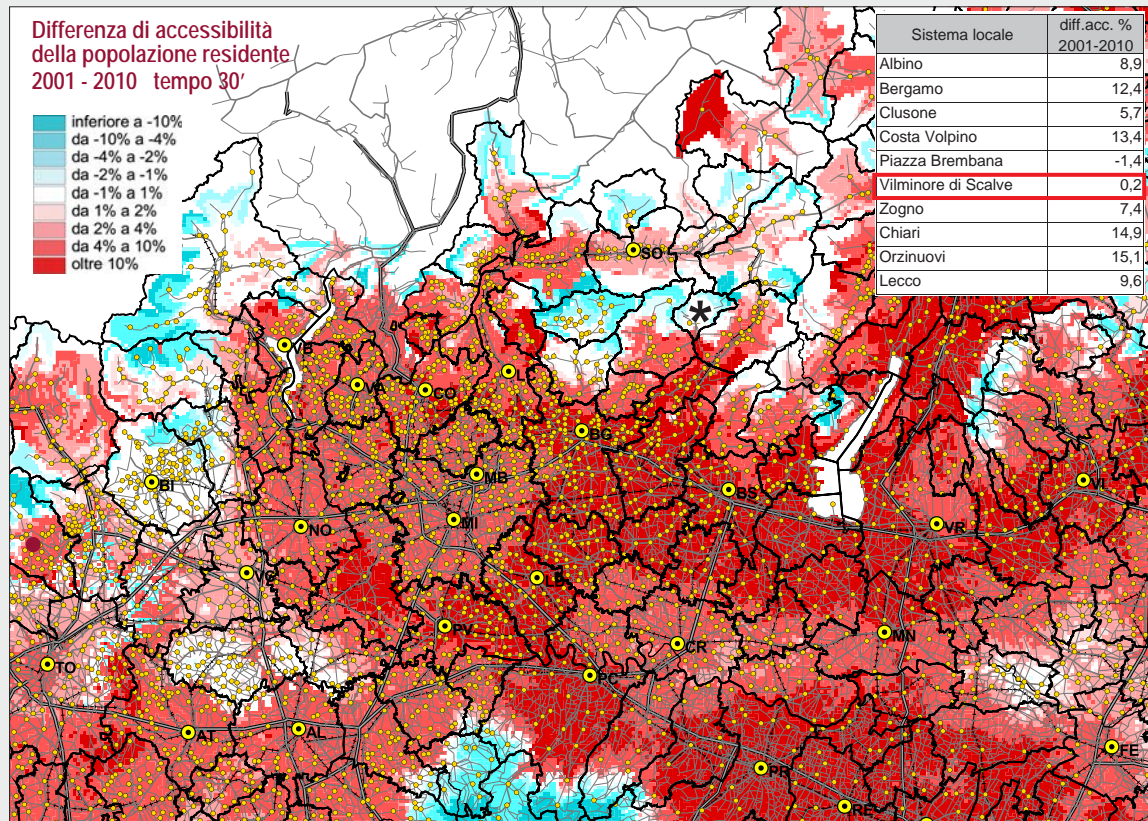 Differenza di accessibilità
della popolazione residente
2001 - 2010 tempo 30'
inferiore a -10%
da -10% a -4%
da -4% a -2%
da -2% a -1%
da -1% a 1%
da 1% a 2%
da 2% a 4%
da 4% a 10%
oltre 10%
Sistema locale diff.acc. % 2001-2010
Albino 8,9
Bergamo 12,4
Clusone 5,7
Costa Volpino 13,4
Piazza Brembana -1,4
Vilminore di Scalve 0,2
Zogno 7,4
Chiari 14,9
Orzinuovi 15,1
Lecco 9,6
SO
*
VA
CO
BG
BI
MB
BS
VI
NO
MI
VR
PV
MN
TO
CR
AT
AL
FE
PR
RE